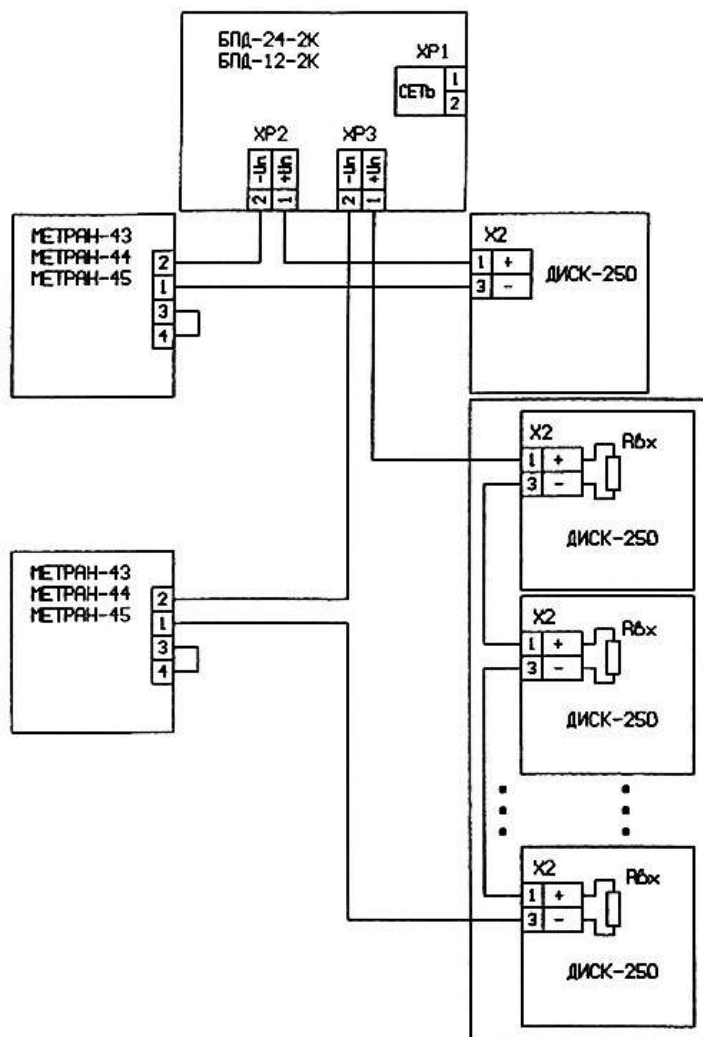 БПД-24-2К
БПД-12-2К
ХР1
СЕТЬ
1
2
ХР2
ХР3
-Uп
+Uп
-Uп
+Uп
2
1
2
1
МЕТРАН-43
МЕТРАН-44
МЕТРАН-45
2
1
3
4
Х2
1 +
3 -
ДИСК-250
Х2
Rвх
1 +
3 -
ДИСК-250
МЕТРАН-43
МЕТРАН-44
МЕТРАН-45
2
1
3
4
Х2
Rвх
1 +
3 -
ДИСК-250
Х2
Rвх
1 +
3 -
ДИСК-250